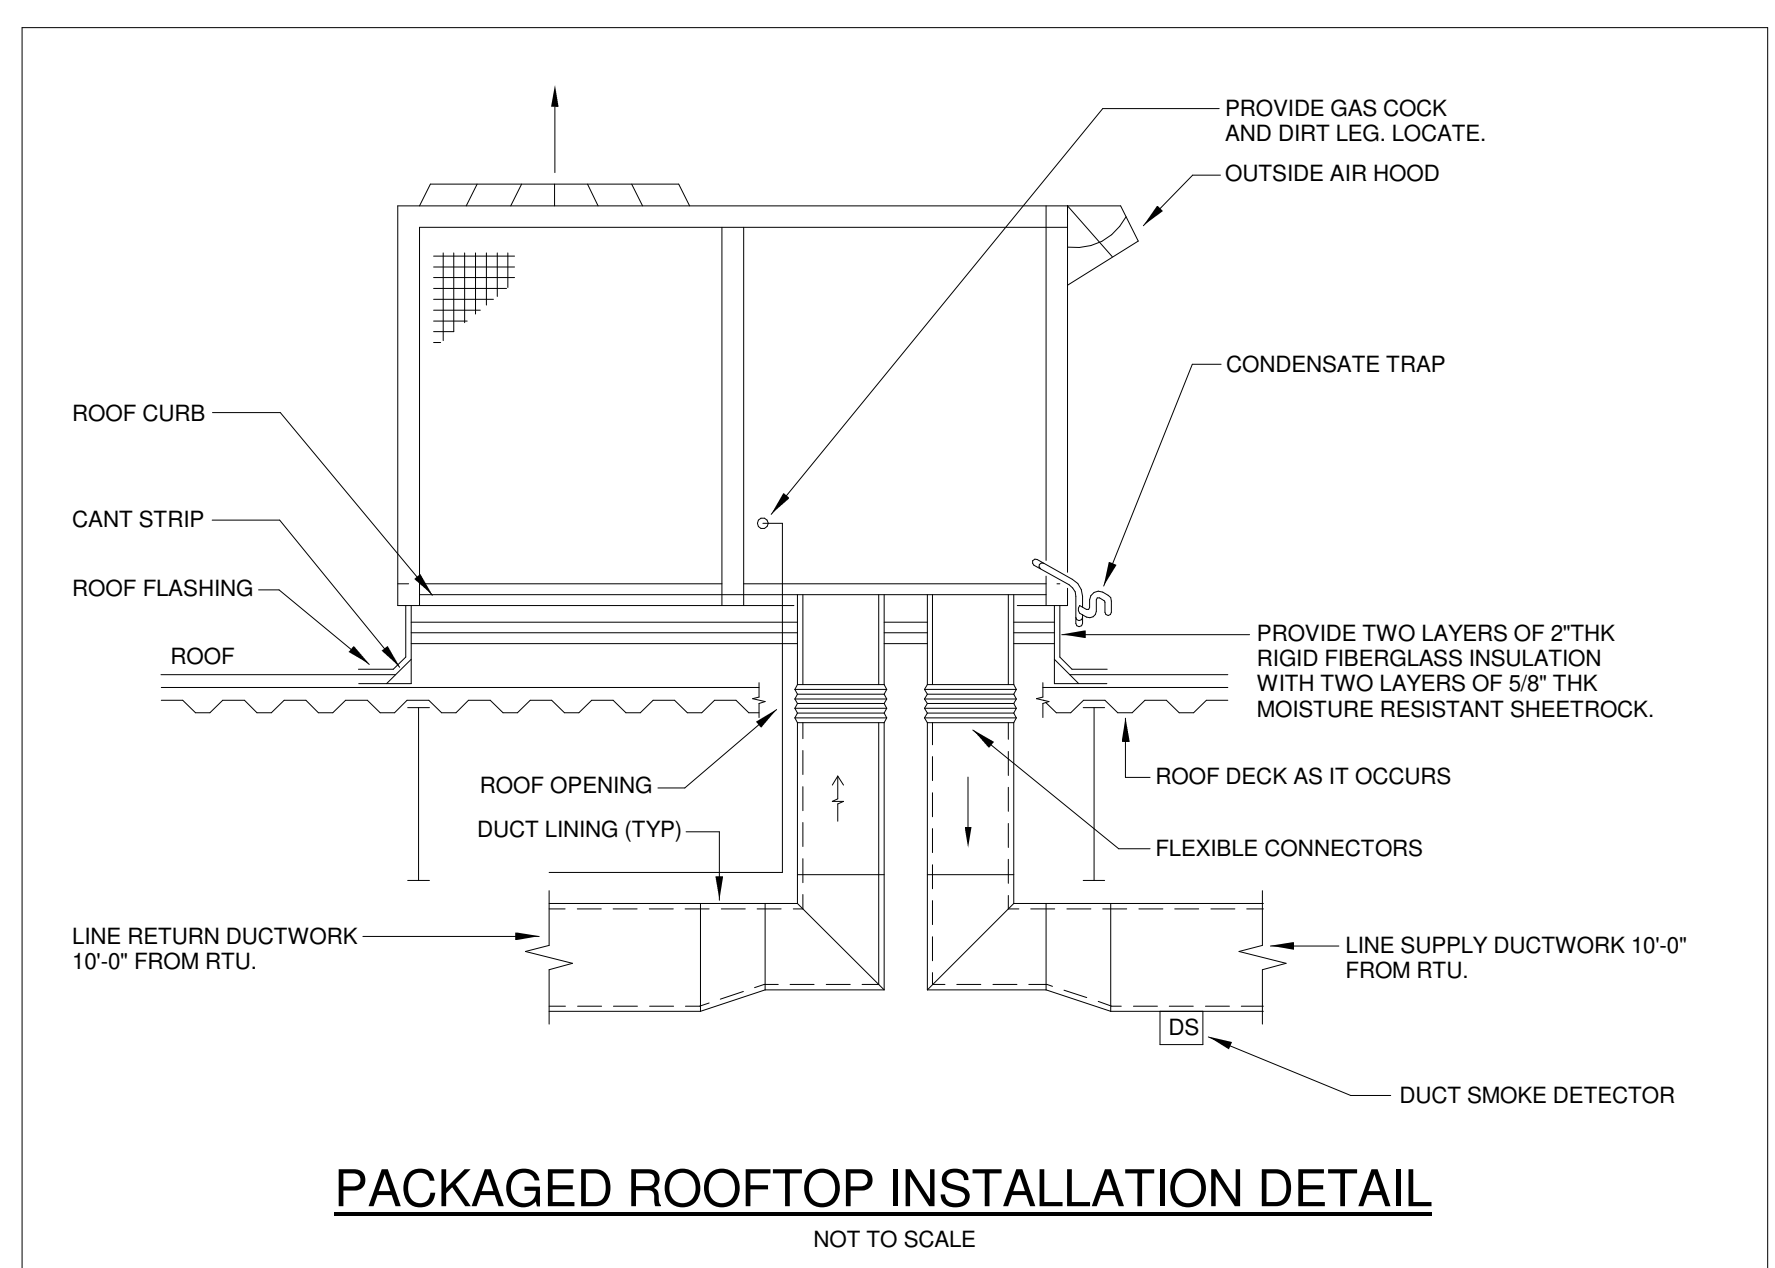 PROVIDE GAS COCK
AND DIRT LEG. LOCATE.
OUTSIDE AIR HOOD
CONDENSATE TRAP
ROOF CURB
CANT STRIP
ROOF FLASHING
ROOF
PROVIDE TWO LAYERS OF 2"THK
RIGID FIBERGLASS INSULATION
WITH TWO LAYERS OF 5/8" THK
MOISTURE RESISTANT SHEETROCK.
ROOF OPENING
ROOF DECK AS IT OCCURS
DUCT LINING (TYP)
FLEXIBLE CONNECTORS
LINE RETURN DUCTWORK
10'-0" FROM RTU.
LINE SUPPLY DUCTWORK 10'-0"
FROM RTU.
DS
DUCT SMOKE DETECTOR
PACKAGED ROOFTOP INSTALLATION DETAIL
NOT TO SCALE